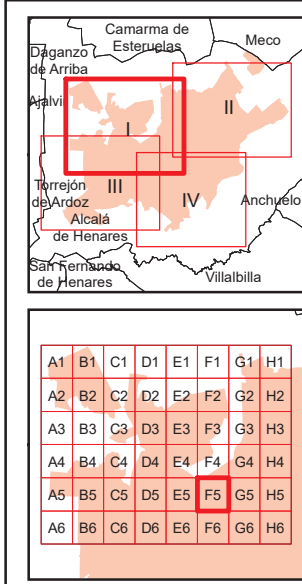 Camarma de
Esteruelas
Meco
Daganzo
de Arriba
Ajalvir
I
II
III
IV
Torrejón
de Ardoz
Anchuelo
Alcalá
de Henares
San Fernando
de Henares
Villalbilla
A1 B1 C1 D1 E1 F1 G1 H1
A2 B2 C2 D2 E2 F2 G2 H2
A3 B3 C3 D3 E3 F3 G3 H3
A4 B4 C4 D4 E4 F4 G4 H4
A5 B5 C5 D5 E5 F5 G5 H5
A6 B6 C6 D6 E6 F6 G6 H6